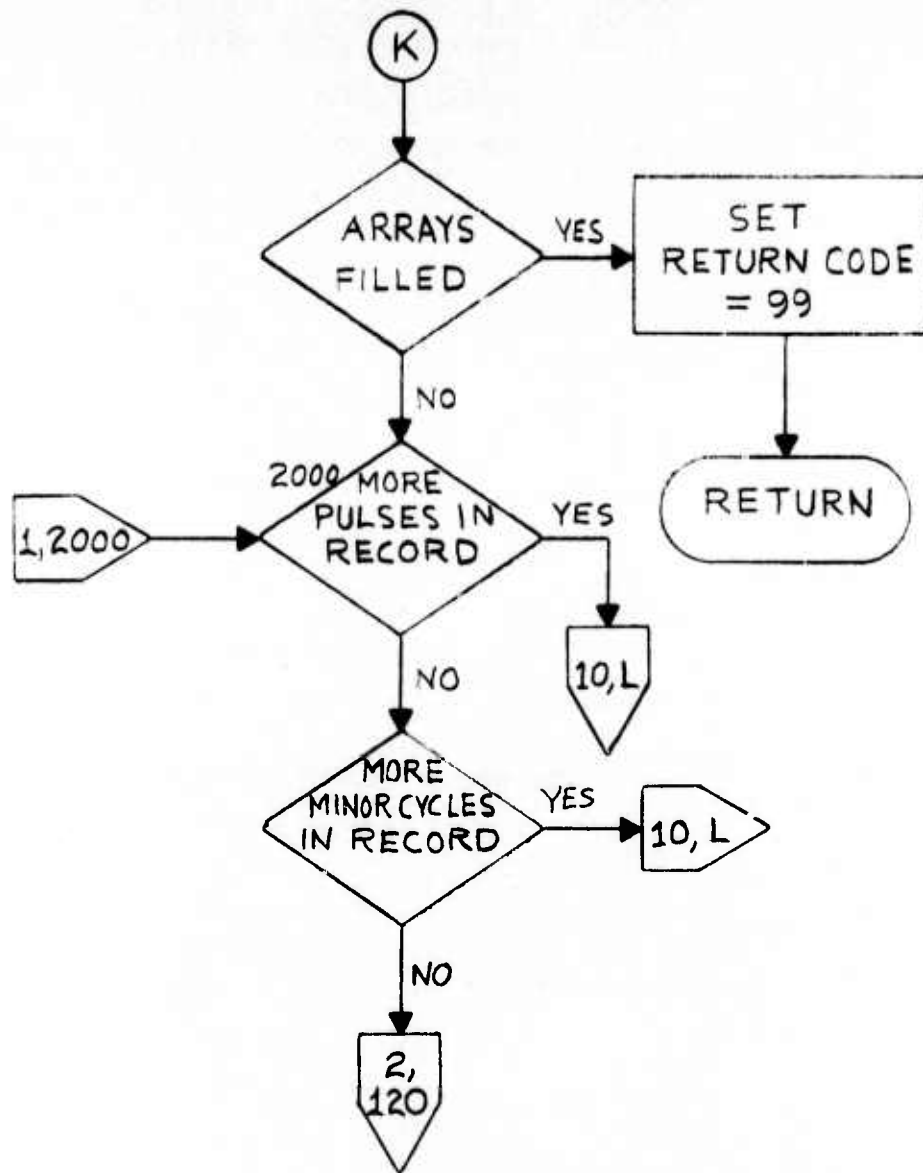 K
ARRAYS
FILLED
YES
SET
RETURN CODE
= 99
NO
RETURN
2000
MORE
PULSES IN
RECORD
YES
1,2000
10, L
NO
MORE
MINOR CYCLES
IN RECORD
YES
10, L
NO
2,
120